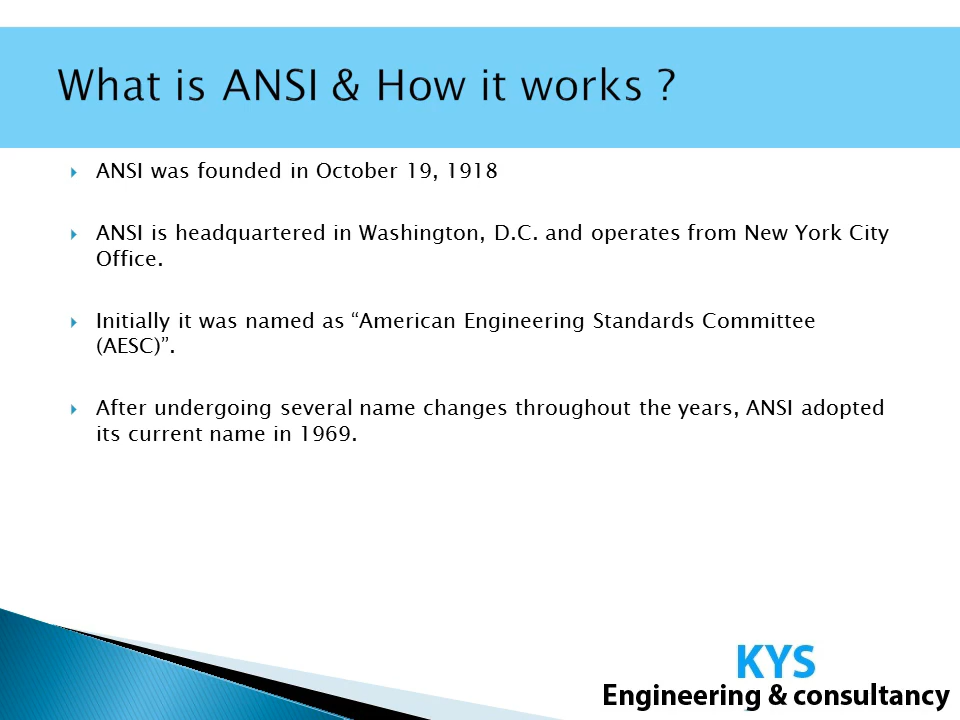 What is ANSI & How it works ?
ANSI was founded in October 19, 1918
ANSI is headquartered in Washington, D.C. and operates from New York City
Office.
Initially it was named as “American Engineering Standards Committee
(AESC)”.
After undergoing several name changes throughout the years, ANSI adopted
its current name in 1969.
KYS
Engineering & consultancy